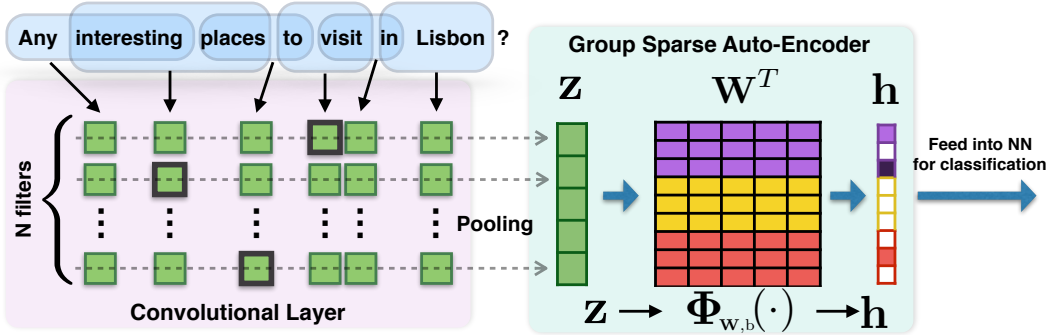 Any interesting places to visit in Lisbon ?
N filters
Pooling
Convolutional Layer
Group Sparse Auto-Encoder
z
W^T
h
z → Φ_{w,b}(·) → h
Feed into NN
for classification